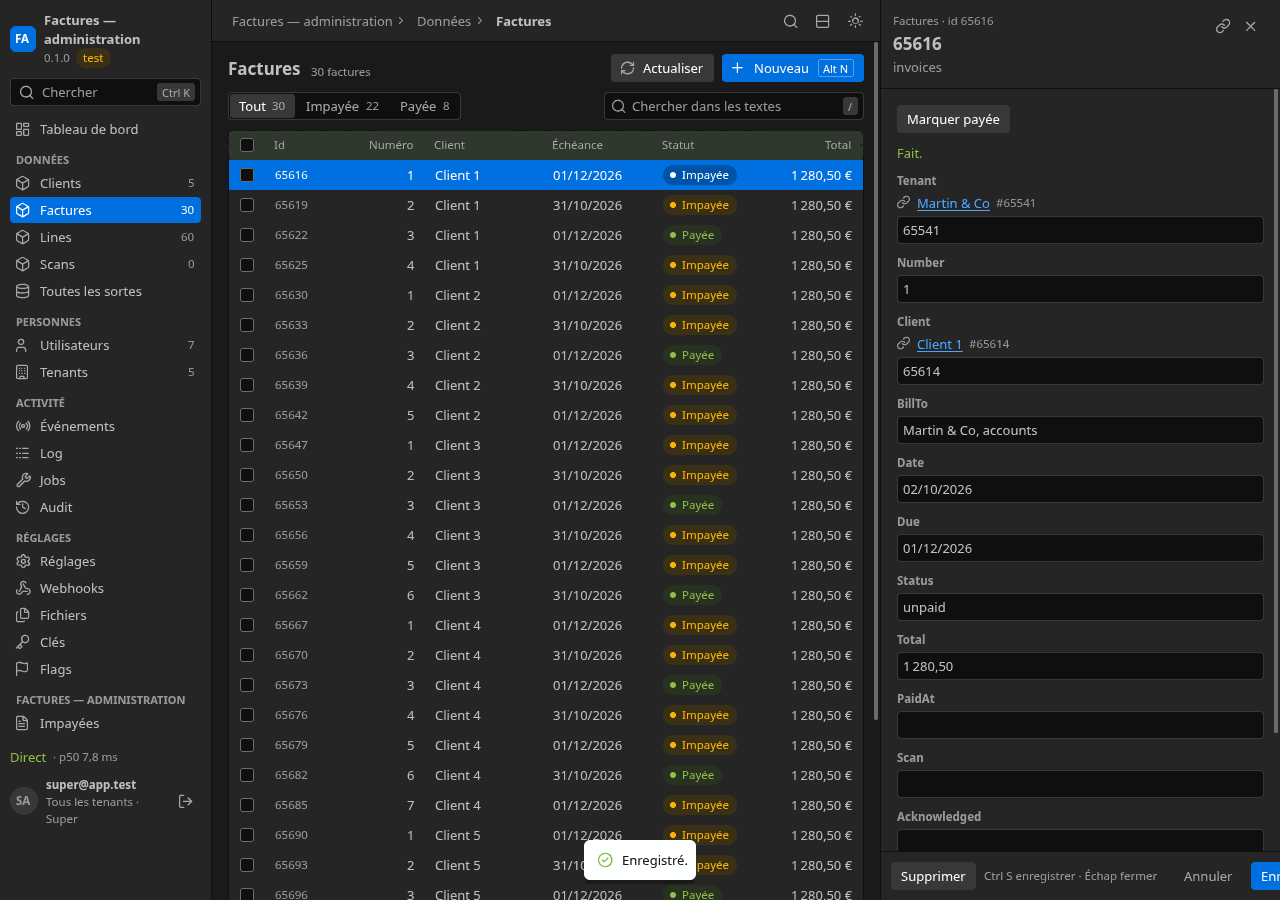 FA
Factures —
administration
0.1.0 test
Chercher Ctrl K
Tableau de bord
DONNÉES
Clients 5
Factures 30
Lines 60
Scans 0
Toutes les sortes
PERSONNES
Utilisateurs 7
Tenants 5
ACTIVITÉ
Événements
Log
Jobs
Audit
RÉGLAGES
Réglages
Webhooks
Fichiers
Clés
Flags
FACTURES — ADMINISTRATION
Impayées
Direct · p50 7,8 ms
SA
super@app.test
Tous les tenants ·
Super
Factures — administration > Données > Factures
Factures 30 factures
Actualiser
Nouveau Alt N
Tout 30 Impayée 22 Payée 8
Chercher dans les textes /
Id Numéro Client Échéance Statut Total
65616 1 Client 1 01/12/2026 Impayée 1 280,50 €
65619 2 Client 1 31/10/2026 Impayée 1 280,50 €
65622 3 Client 1 01/12/2026 Payée 1 280,50 €
65625 4 Client 1 31/10/2026 Impayée 1 280,50 €
65630 1 Client 2 01/12/2026 Impayée 1 280,50 €
65633 2 Client 2 31/10/2026 Impayée 1 280,50 €
65636 3 Client 2 01/12/2026 Payée 1 280,50 €
65639 4 Client 2 31/10/2026 Impayée 1 280,50 €
65642 5 Client 2 01/12/2026 Impayée 1 280,50 €
65647 1 Client 3 01/12/2026 Impayée 1 280,50 €
65650 2 Client 3 31/10/2026 Impayée 1 280,50 €
65653 3 Client 3 01/12/2026 Payée 1 280,50 €
65656 4 Client 3 31/10/2026 Impayée 1 280,50 €
65659 5 Client 3 01/12/2026 Impayée 1 280,50 €
65662 6 Client 3 31/10/2026 Payée 1 280,50 €
65667 1 Client 4 01/12/2026 Impayée 1 280,50 €
65670 2 Client 4 31/10/2026 Impayée 1 280,50 €
65673 3 Client 4 01/12/2026 Payée 1 280,50 €
65676 4 Client 4 31/10/2026 Impayée 1 280,50 €
65679 5 Client 4 01/12/2026 Impayée 1 280,50 €
65682 6 Client 4 31/10/2026 Payée 1 280,50 €
65685 7 Client 4 01/12/2026 Impayée 1 280,50 €
65690 1 Client 5 01/12/2026 Impayée 1 280,50 €
65693 2 Client 5 31/10 payée 1 280,50 €
65696 3 Client 5 01/12/2026 Payée 1 280,50 €
Enregistré.
Factures · id 65616
65616
invoices
Marquer payée
Fait.
Tenant
Martin & Co #65541
65541
Number
1
Client
Client 1 #65614
65614
BillTo
Martin & Co, accounts
Date
02/10/2026
Due
01/12/2026
Status
unpaid
Total
1 280,50
PaidAt
Scan
Acknowledged
Supprimer
Ctrl S enregistrer · Échap fermer
Annuler
Enr